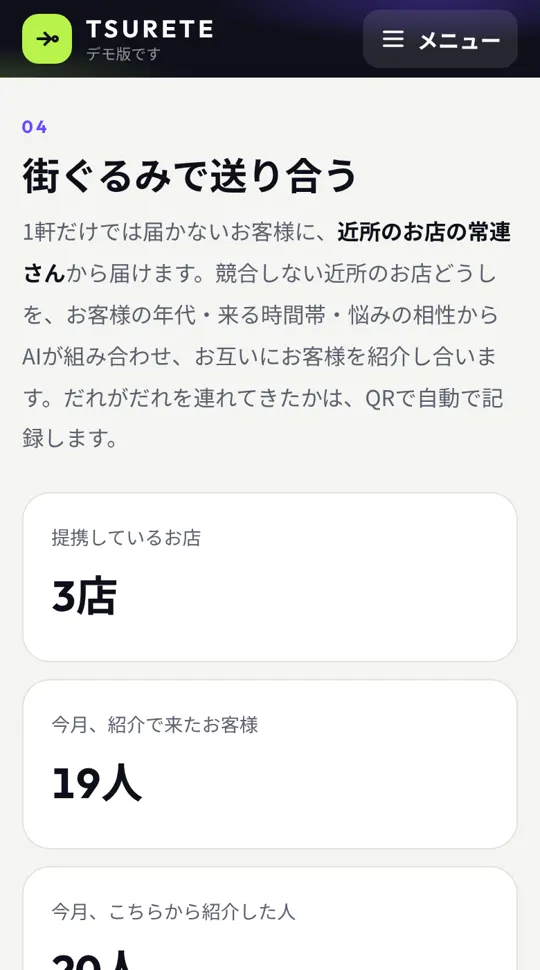 TSURETE
デモ版です
メニュー
04
街ぐるみで送り合う
1軒だけでは届かないお客様に、近所のお店の常連
さんから届けます。競合しない近所のお店どうし
を、お客様の年代・来る時間帯・悩みの相性から
AIが組み合わせ、お互いにお客様を紹介し合いま
す。だれがだれを連れてきたかは、QRで自動で記
録します。
提携しているお店
3店
今月、紹介で来たお客様
19人
今月、こちらから紹介した人
20人